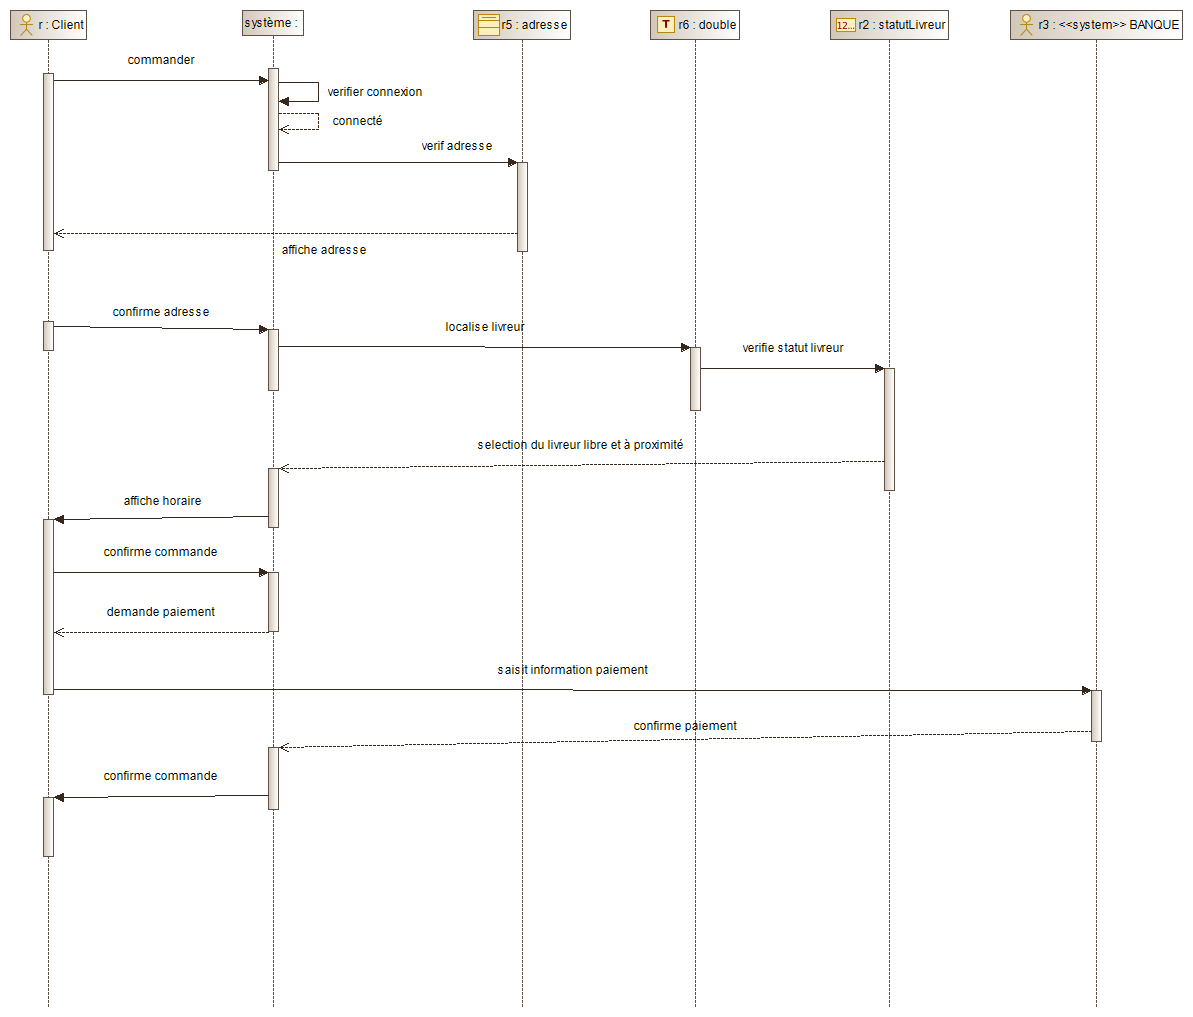 r : Client
système :
r5 : adresse
T
r6 : double
12...
r2 : statutLivreur
r3 : <<system>> BANQUE
commander
verifier connexion
connecté
verif adresse
affiche adresse
confirme adresse
localise livreur
verifie statut livreur
selection du livreur libre et à proximité
affiche horaire
confirme commande
demande paiement
saisit information paiement
confirme paiement
confirme commande